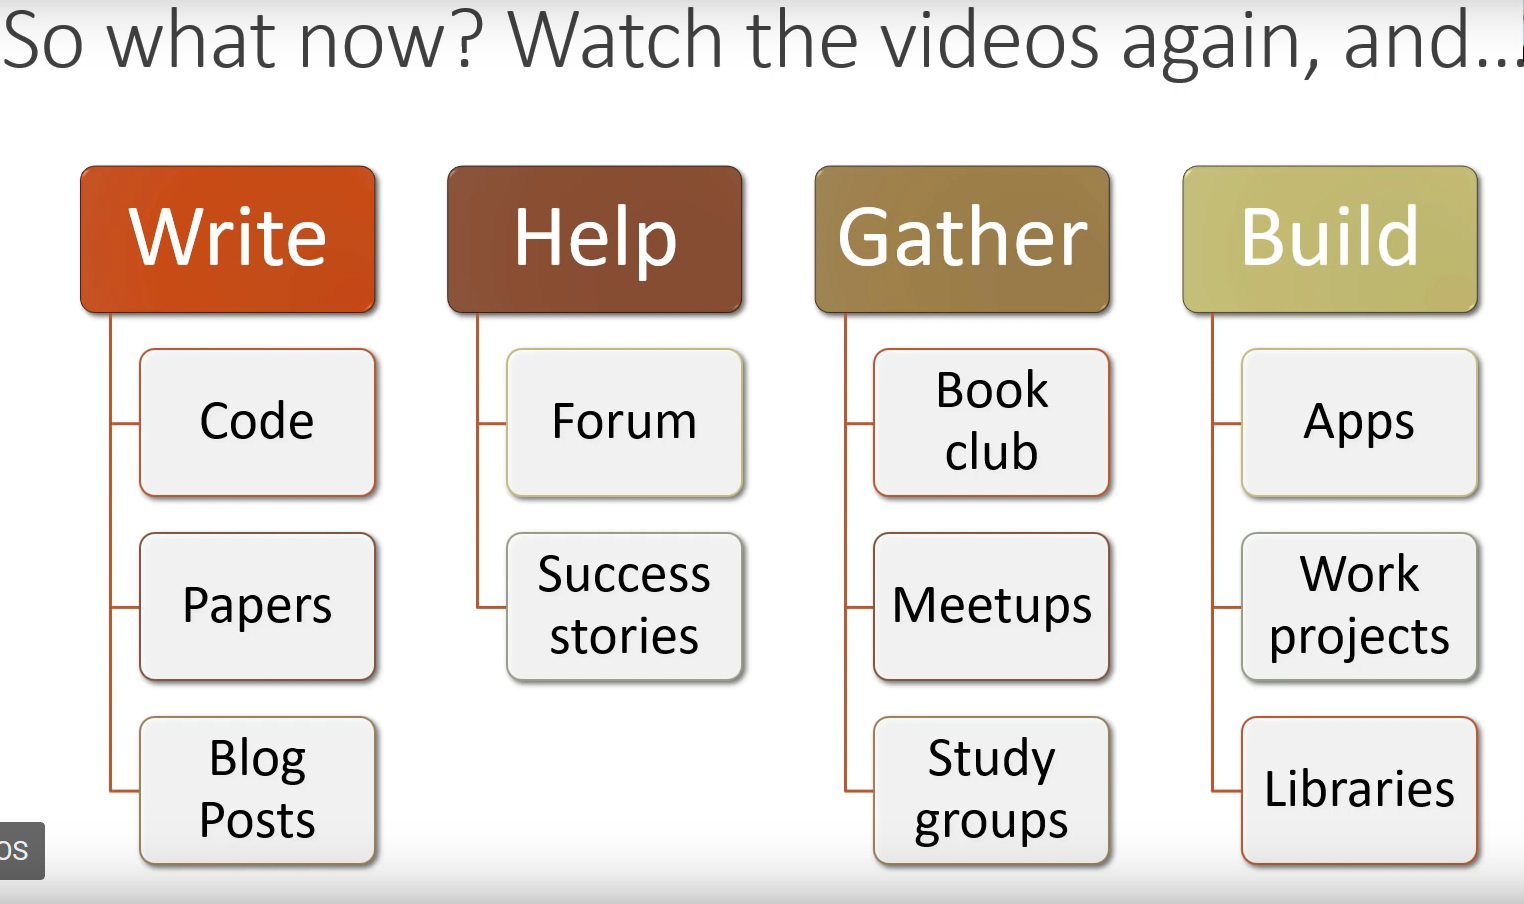 So what now? Watch the videos again, and...
Write
Help
Gather
Build
Code
Forum
Book
club
Apps
Papers
Success
stories
Meetups
Work
projects
Blog
Posts
Study
groups
Libraries
os